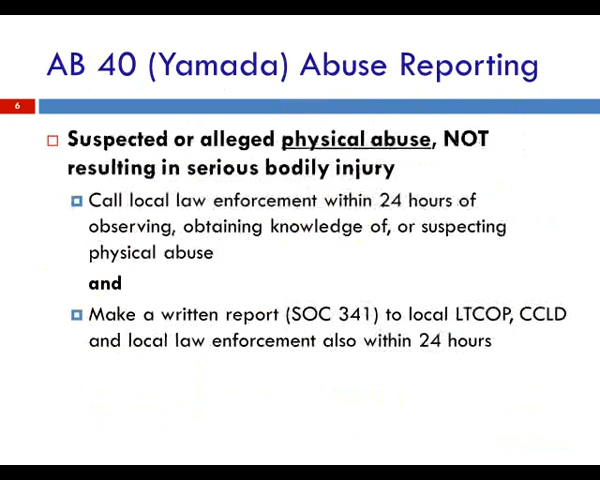 AB 40 (Yamada) Abuse Reporting
6
Suspected or alleged physical abuse, NOT
resulting in serious bodily injury
Call local law enforcement within 24 hours of
observing, obtaining knowledge of, or suspecting
physical abuse
and
Make a written report (SOC 341) to local LTCOP, CCLD
and local law enforcement also within 24 hours